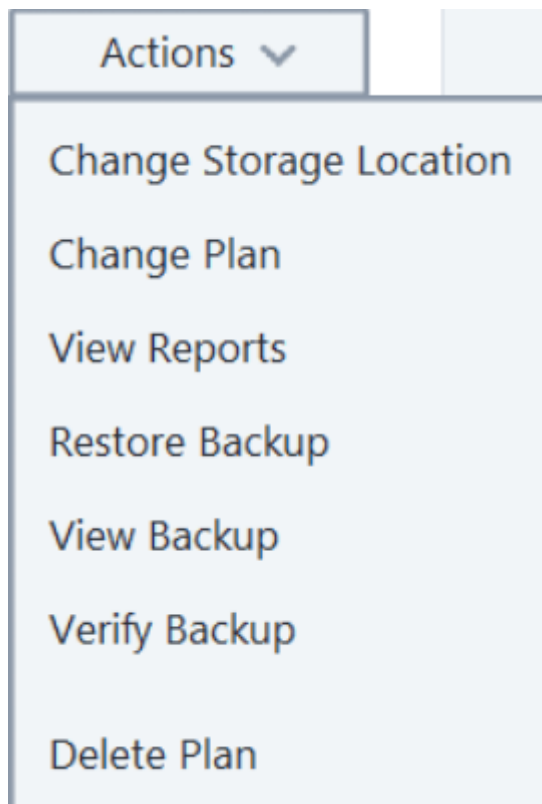 Actions
Change Storage Location
Change Plan
View Reports
Restore Backup
View Backup
Verify Backup
Delete Plan